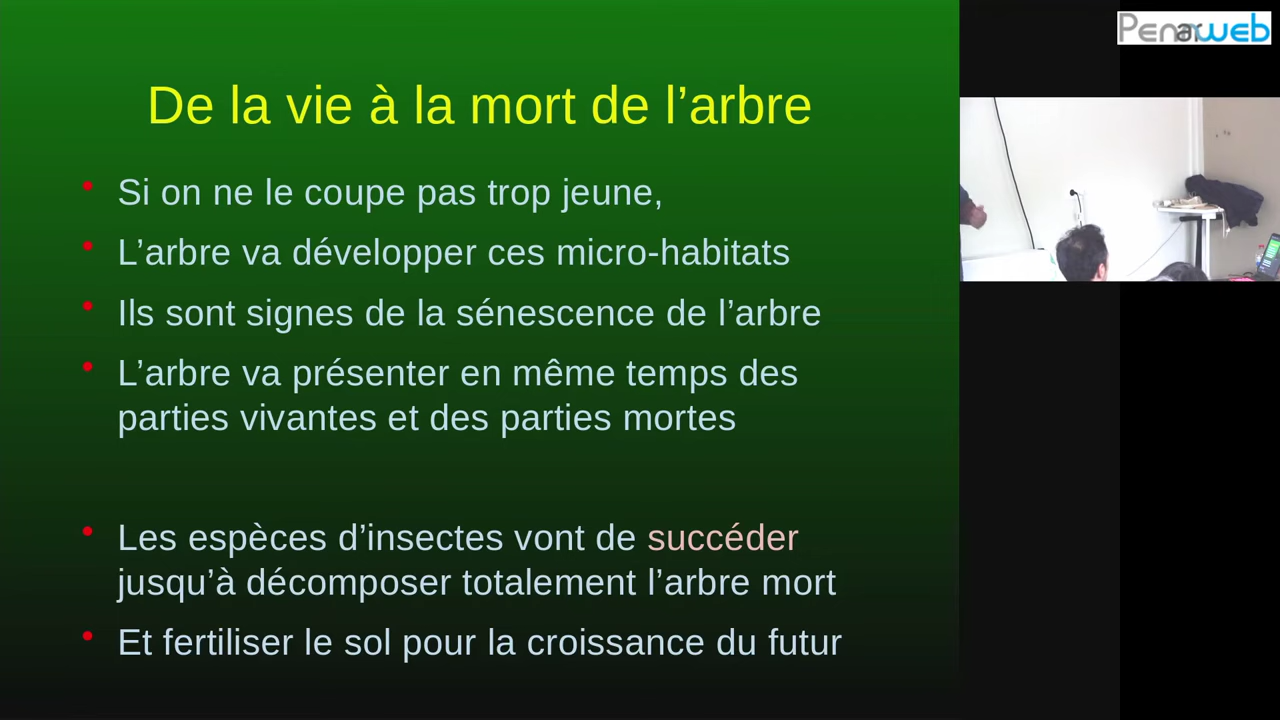 Penarweb
De la vie à la mort de l’arbre
Si on ne le coupe pas trop jeune,
L’arbre va développer ces micro-habitats
Ils sont signes de la sénescence de l’arbre
L’arbre va présenter en même temps des
parties vivantes et des parties mortes
Les espèces d’insectes vont de succéder
jusqu’à décomposer totalement l’arbre mort
Et fertiliser le sol pour la croissance du futur